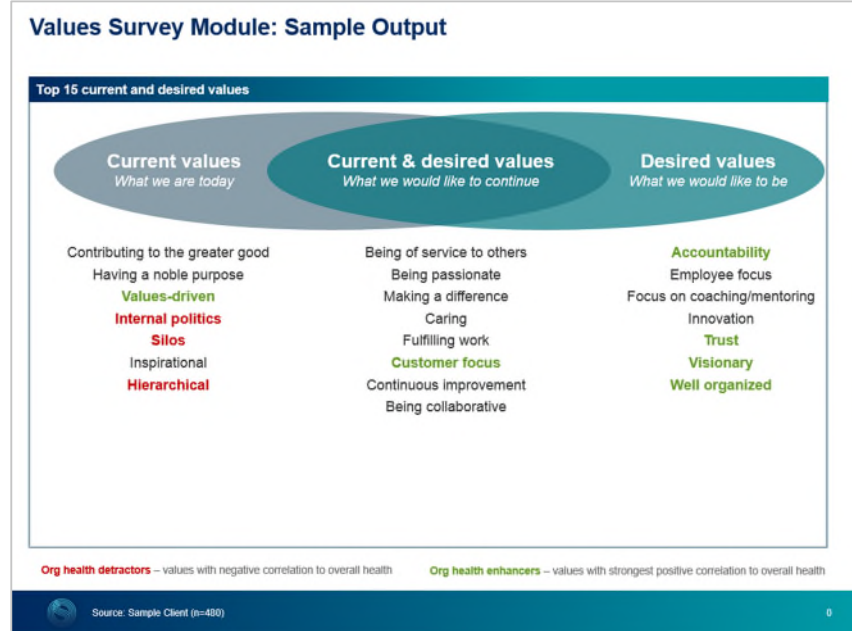 Values Survey Module: Sample Output
Top 15 current and desired values
Current values
What we are today
Current & desired values
What we would like to continue
Desired values
What we would like to be
Contributing to the greater good
Having a noble purpose
Values-driven
Internal politics
Silos
Inspirational
Hierarchical
Being of service to others
Being passionate
Making a difference
Caring
Fulfilling work
Customer focus
Continuous improvement
Being collaborative
Accountability
Employee focus
Focus on coaching/mentoring
Innovation
Trust
Visionary
Well organized
Org health detractors – values with negative correlation to overall health
Org health enhancers – values with strongest positive correlation to overall health
Source: Sample Client (n=480)
0